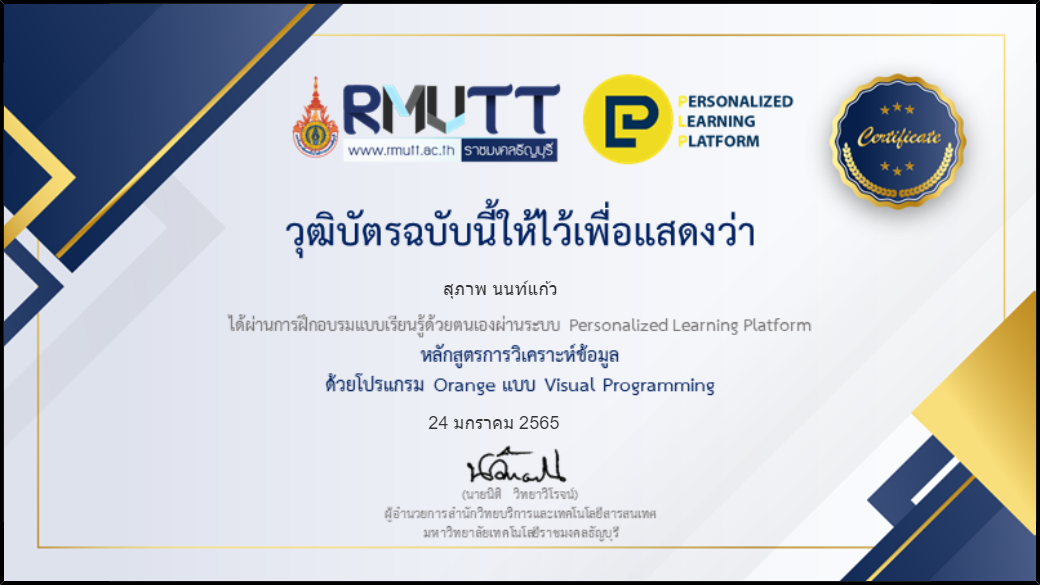 RMUTT
www.rmutt.ac.th ราชมงคลธัญบุรี
PERSONALIZED
LEARNING
PLATFORM
Certificate
วุฒิบัตรฉบับนี้ให้ไว้เพื่อแสดงว่า
สุภาพ นนท์แก้ว
ได้ผ่านการฝึกอบรมแบบเรียนรู้ด้วยตนเองผ่านระบบ Personalized Learning Platform
หลักสูตรการวิเคราะห์ข้อมูล
ด้วยโปรแกรม Orange แบบ Visual Programming
24 มกราคม 2565
(นายนิติ วิทยาวิโรจน์)
ผู้อำนวยการสำนักวิทยบริการและเทคโนโลยีสารสนเทศ
มหาวิทยาลัยเทคโนโลยีราชมงคลธัญบุรี